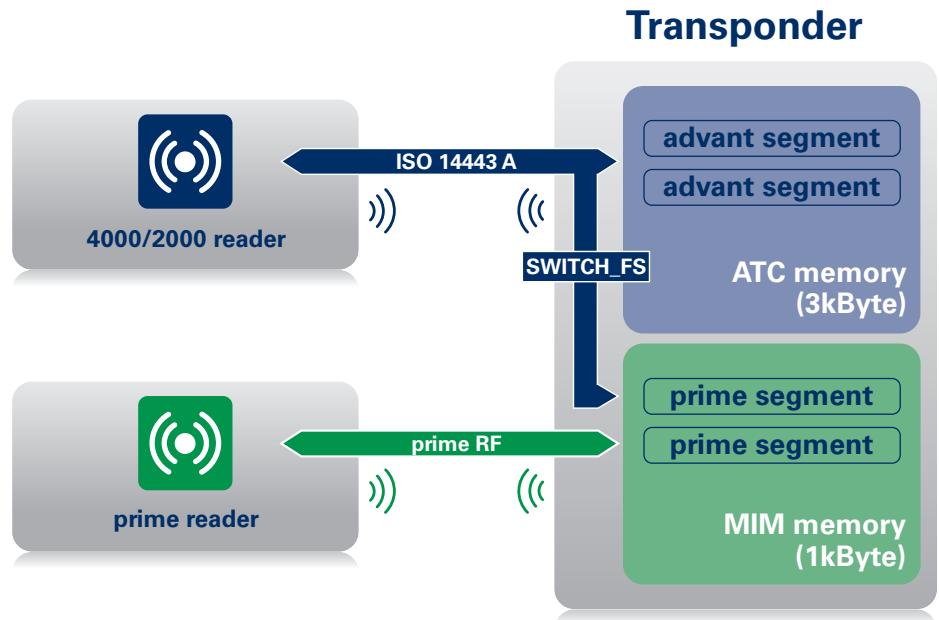 Transponder
4000/2000 reader
ISO 14443 A
SWITCH_FS
advant segment
advant segment
ATC memory
(3kByte)
prime reader
prime RF
prime segment
prime segment
MIM memory
(1kByte)